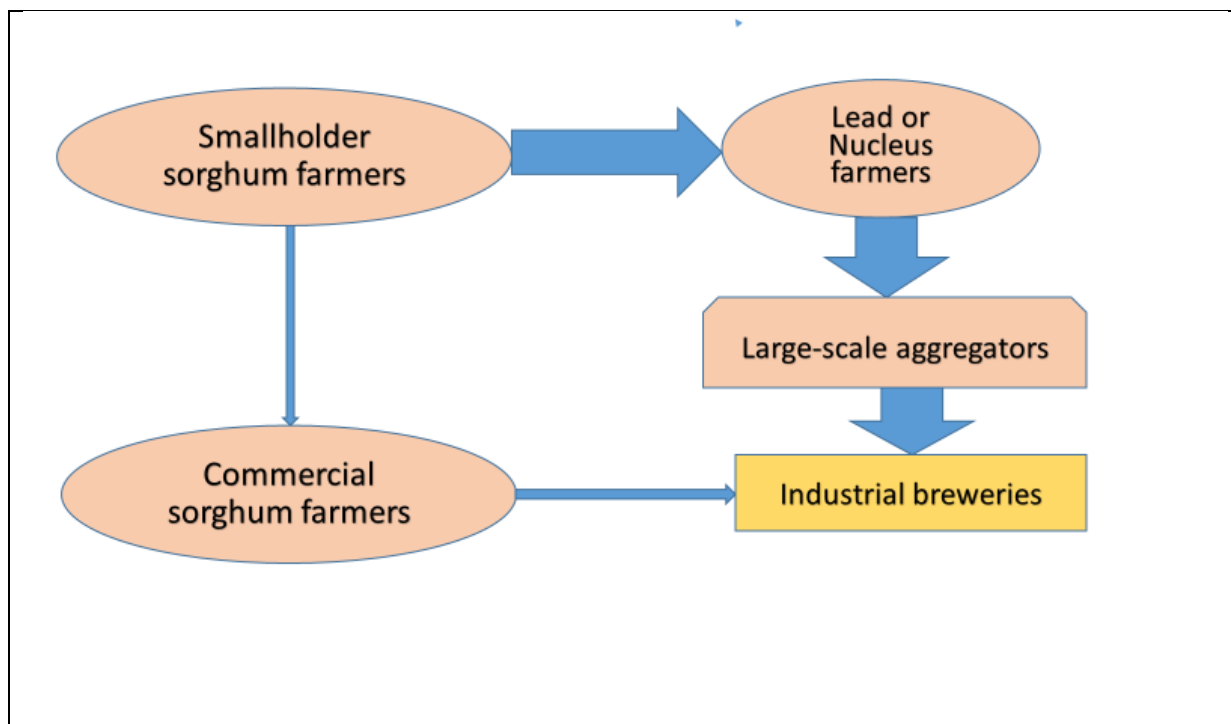 Smallholder
sorghum farmers
Lead or
Nucleus
farmers
Large-scale aggregators
Commercial
sorghum farmers
Industrial breweries